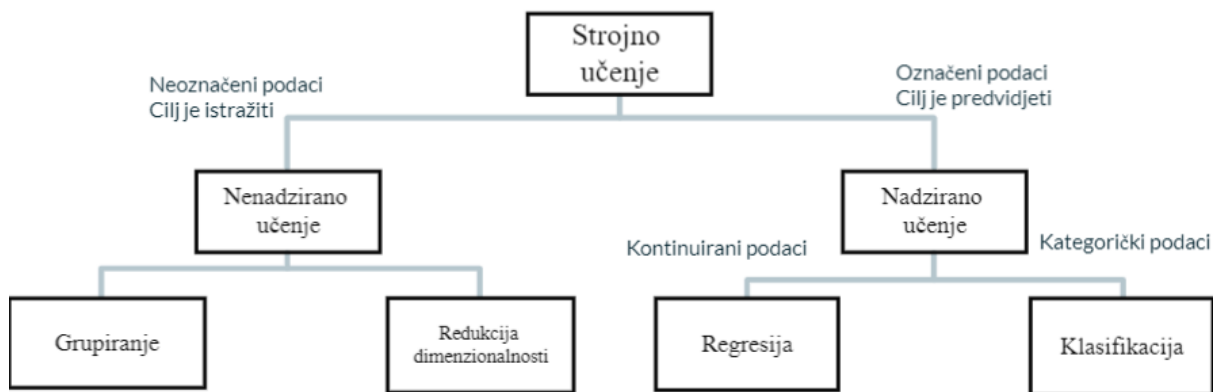 Strojno
učenje
Neoznačeni podaci
Cilj je istražiti
Označeni podaci
Cilj je predvidjeti
Nenadzirano
učenje
Nadzirano
učenje
Kontinuirani podaci
Kategorički podaci
Grupiranje
Redukcija
dimenzionalnosti
Regresija
Klasifikacija